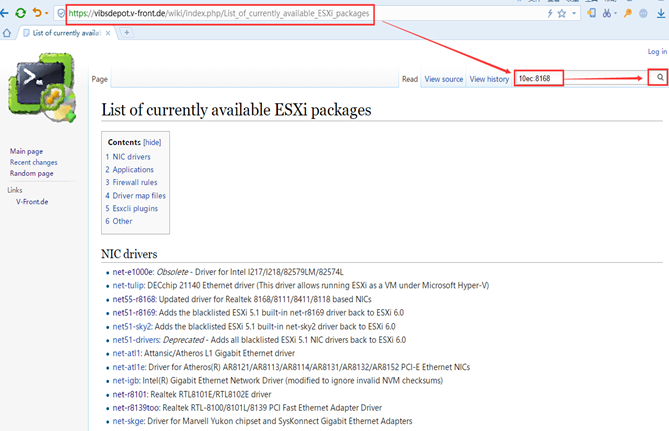 https://vibsdepot.v-front.de/wiki/index.php/List_of_currently_available_ESXi_packages
List of currently availa
Log in
Page
Read
View source
View history
10ec:8168
List of currently available ESXi packages
Main page
Recent changes
Random page
Links
V-Front.de
Contents [hide]
1 NIC drivers
2 Applications
3 Firewall rules
4 Driver map files
5 Esxcli plugins
6 Other
NIC drivers
net-e1000e: Obsolete - Driver for Intel I217/I218/82579LM/82574L
net-tulip: DECchip 21140 Ethernet driver (This driver allows running ESXi as a VM under Microsoft Hyper-V)
net55-r8168: Updated driver for Realtek 8168/8111/8411/8118 based NICs
net51-r8169: Adds the blacklisted ESXi 5.1 built-in net-r8169 driver back to ESXi 6.0
net51-sky2: Adds the blacklisted ESXi 5.1 built-in net-sky2 driver back to ESXi 6.0
net51-drivers: Deprecated - Adds all blacklisted ESXi 5.1 NIC drivers back to ESXi 6.0
net-atl1: Attansic/Atheros L1 Gigabit Ethernet driver
net-atl1e: Driver for Atheros(R) AR8121/AR8113/AR8114/AR8131/AR8132/AR8152 PCI-E Ethernet NICs
net-igb: Intel(R) Gigabit Ethernet Network Driver (modified to ignore invalid NVM checksums)
net-r8101: Realtek RTL8101E/RTL8102E driver
net-r8139too: Realtek RTL-8100/8101L/8139 PCI Fast Ethernet Adapter Driver
net-skge: Driver for Marvell Yukon chipset and SysKonnect Gigabit Ethernet Adapters